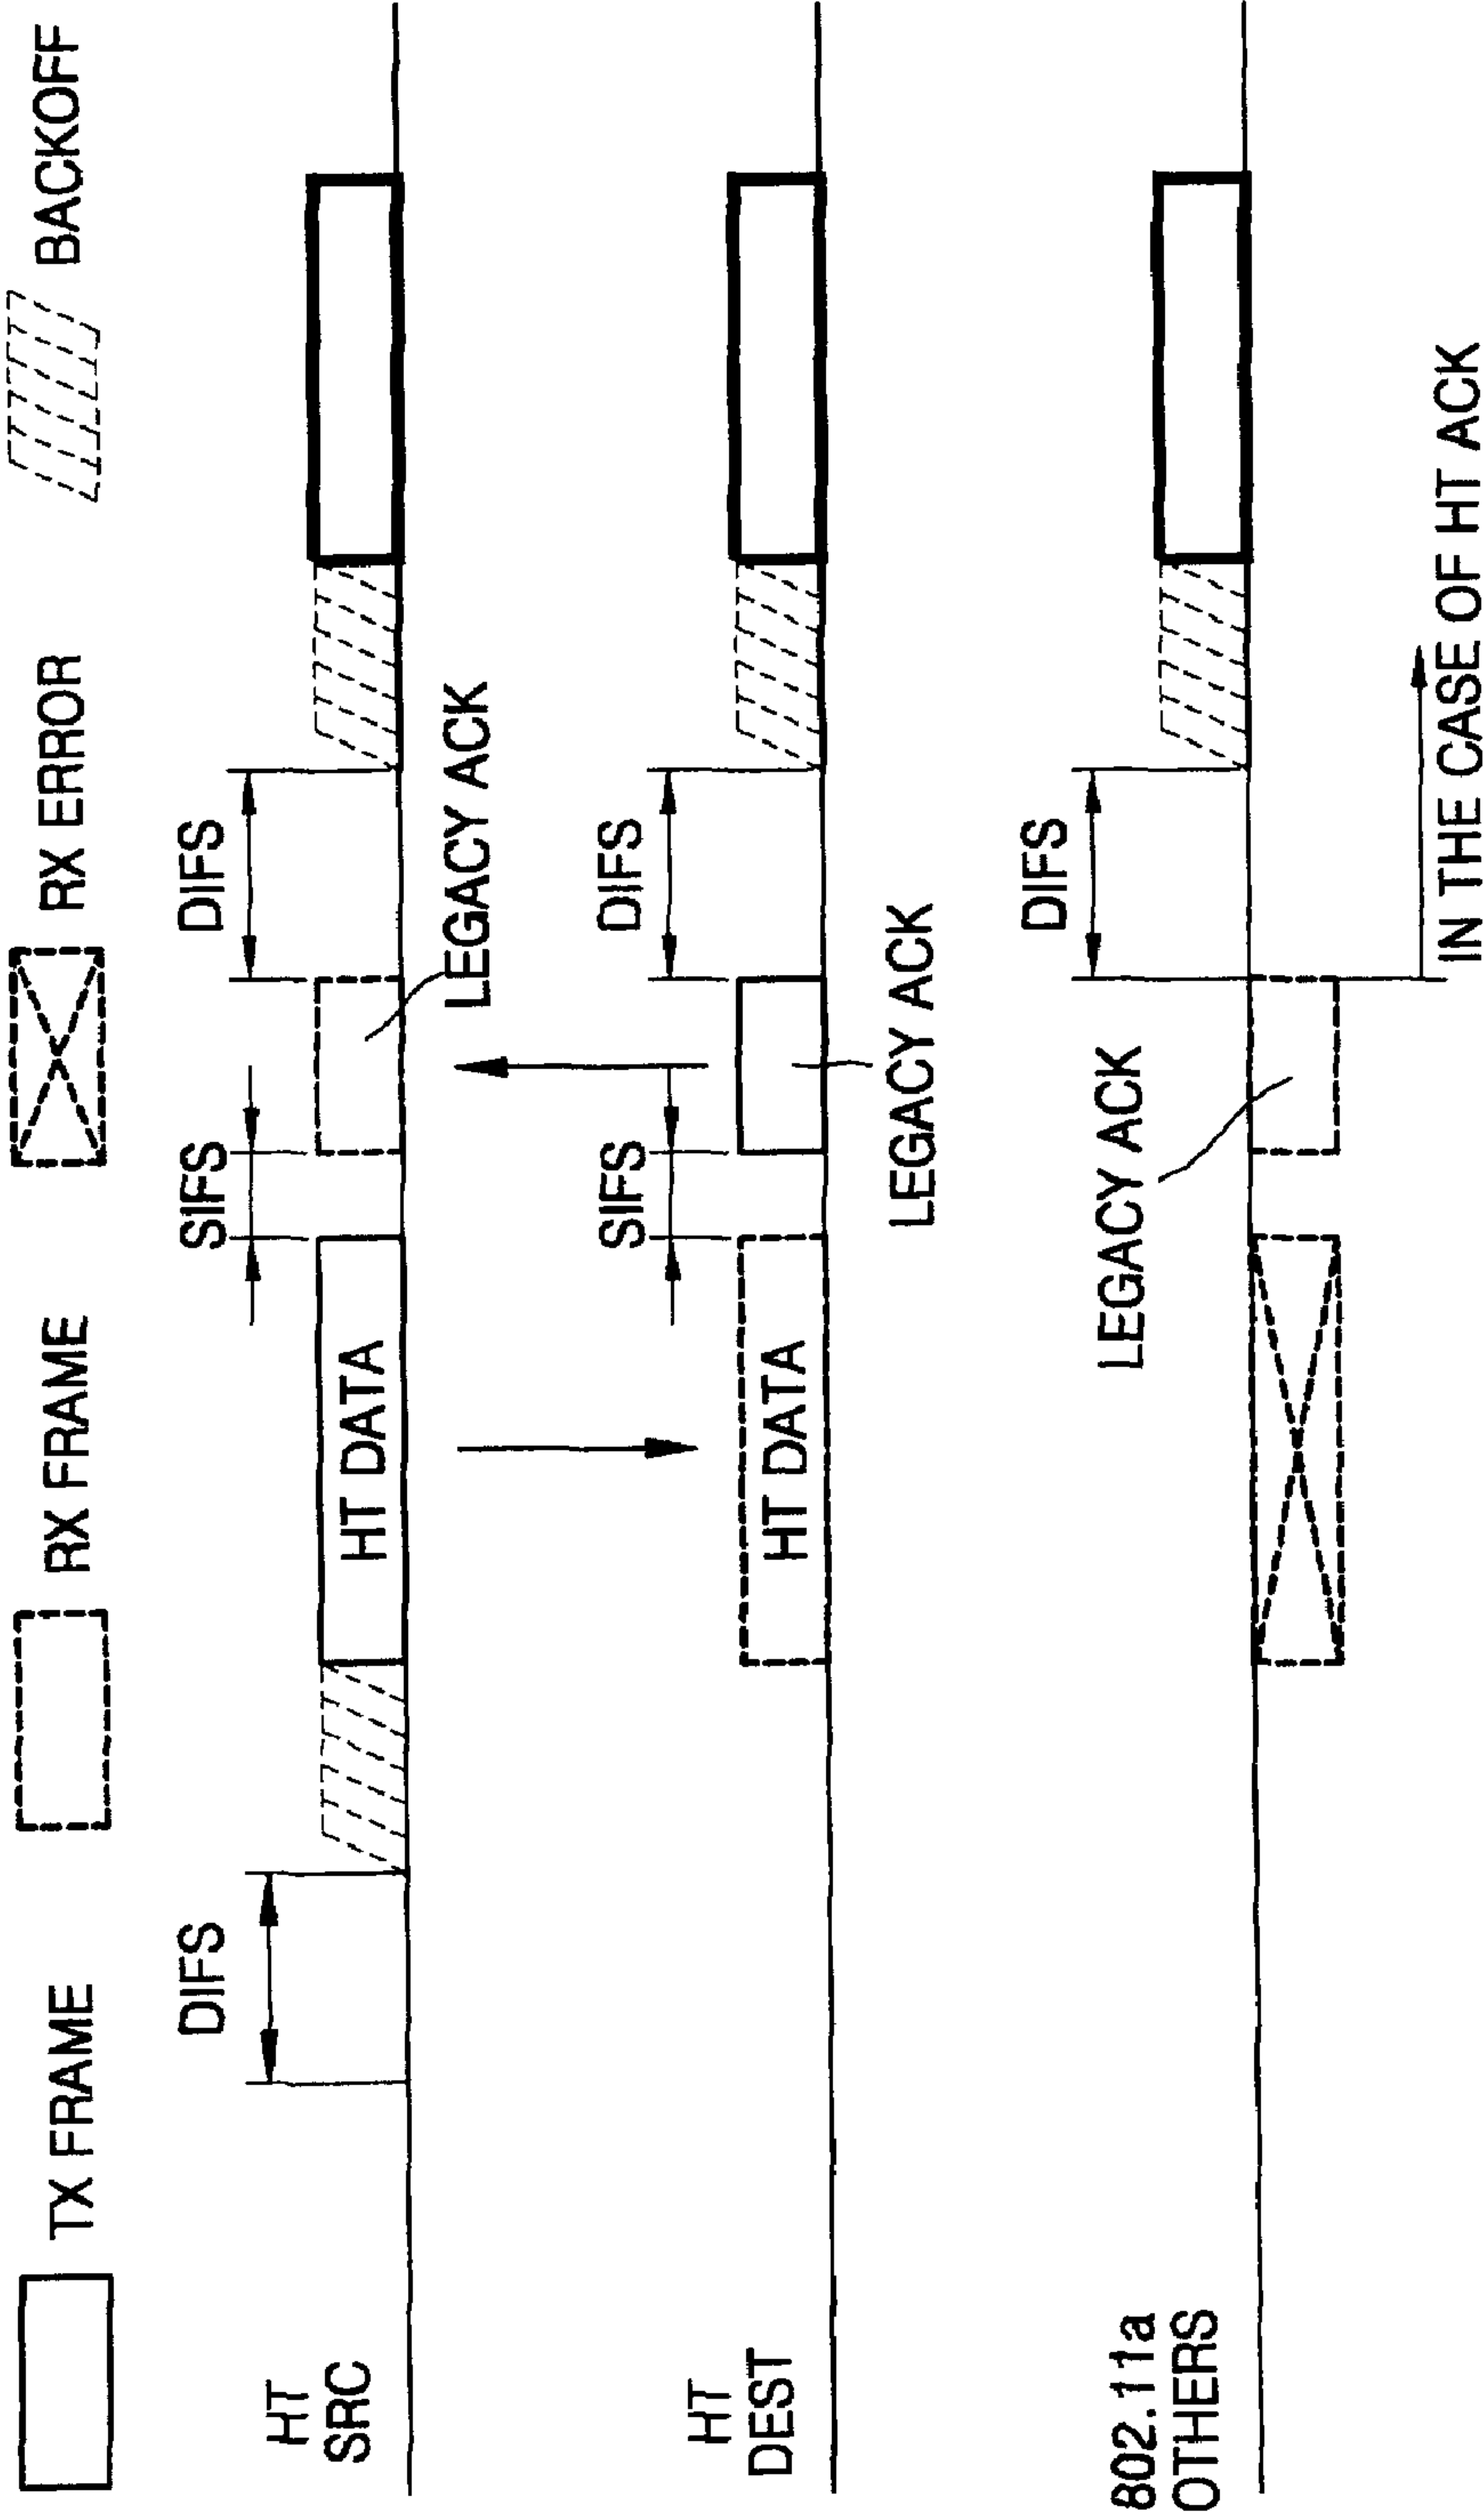 TX FRAME
RX FRAME
RX ERROR
BACKOFF
HT
SRC
DIFS
HT DATA
SIFS
LEGACY ACK
DIFS
HT
DEST
HT DATA
SIFS
LEGACY ACK
DIFS
802.11a
OTHERS
LEGACY ACK
DIFS
IN THE CASE OF HT ACK